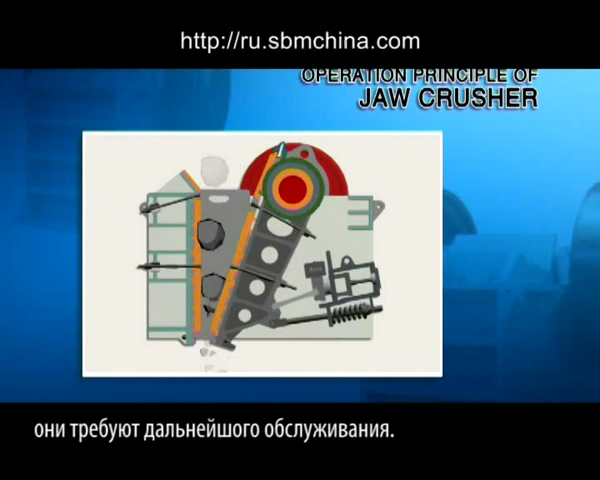 http://ru.sbmchina.com
OPERATION PRINCIPLE OF
JAW CRUSHER
они требуют дальнейшого обслуживания.